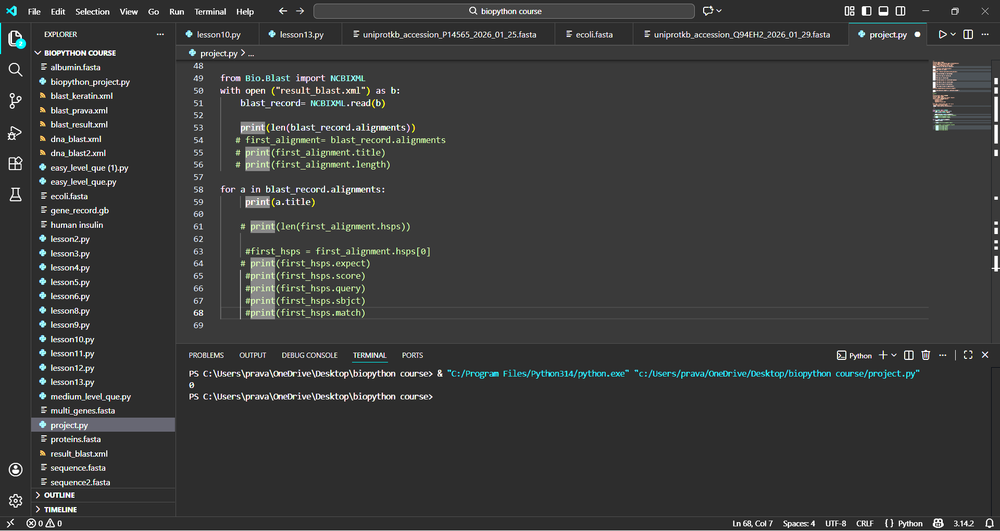 File Edit Selection View Go Run Terminal Help
biopython course
EXPLORER
BIOPYTHON COURSE
albumin.fasta
biopython_project.py
blast_keratin.xml
blast_prava.xml
blast_result.xml
dna_blast.xml
dna_blast2.xml
easy_level_que (1).py
easy_level_que.py
ecoli.fasta
gene_record.gb
human insulin
lesson2.py
lesson3.py
lesson4.py
lesson5.py
lesson6.py
lesson8.py
lesson9.py
lesson10.py
lesson11.py
lesson12.py
lesson13.py
medium_level_que.py
multi_genes.fasta
project.py
proteins.fasta
result_blast.xml
sequence.fasta
sequence2.fasta
OUTLINE
TIMELINE
2
lesson10.py lesson13.py uniprotkb_accession_P14565_2026_01_25.fasta ecoli.fasta uniprotkb_accession_Q94EH2_2026_01_29.fasta project.py
project.py > ...
48
49 from Bio.Blast import NCBIXML
50 with open ("result_blast.xml") as b:
51 blast_record= NCBIXML.read(b)
52
53 print(len(blast_record.alignments))
54 # first_alignment= blast_record.alignments
55 # print(first_alignment.title)
56 # print(first_alignment.length)
57
58 for a in blast_record.alignments:
59 print(a.title)
60
61 # print(len(first_alignment.hsps))
62
63 #first_hsps = first_alignment.hsps[0]
64 # print(first_hsps.expect)
65 #print(first_hsps.score)
66 #print(first_hsps.query)
67 #print(first_hsps.sbjct)
68 #print(first_hsps.match)
69
PROBLEMS OUTPUT DEBUG CONSOLE TERMINAL PORTS
Python
PS C:\Users\prava\OneDrive\Desktop\biopython course> & "C:/Program Files/Python314/python.exe" "c:/Users/prava/OneDrive/Desktop/biopython course/project.py"
0
PS C:\Users\prava\OneDrive\Desktop\biopython course>
0 0
Ln 68, Col 7 Spaces: 4 UTF-8 CRLF {} Python 3.14.2